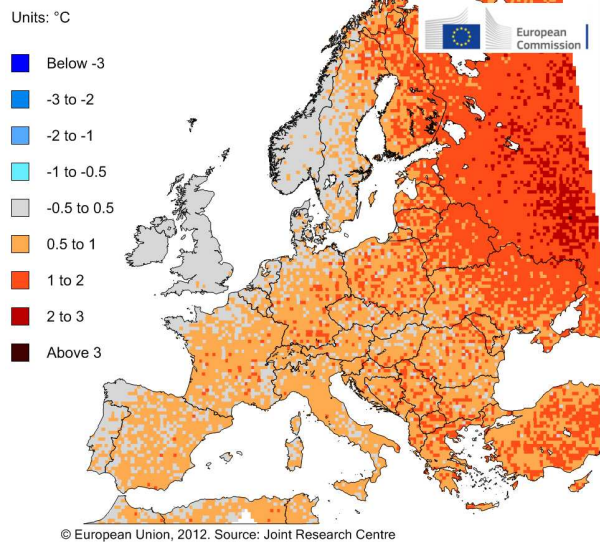 Units: °C
European
Commission
Below -3
-3 to -2
-2 to -1
-1 to -0.5
-0.5 to 0.5
0.5 to 1
1 to 2
2 to 3
Above 3
© European Union, 2012. Source: Joint Research Centre